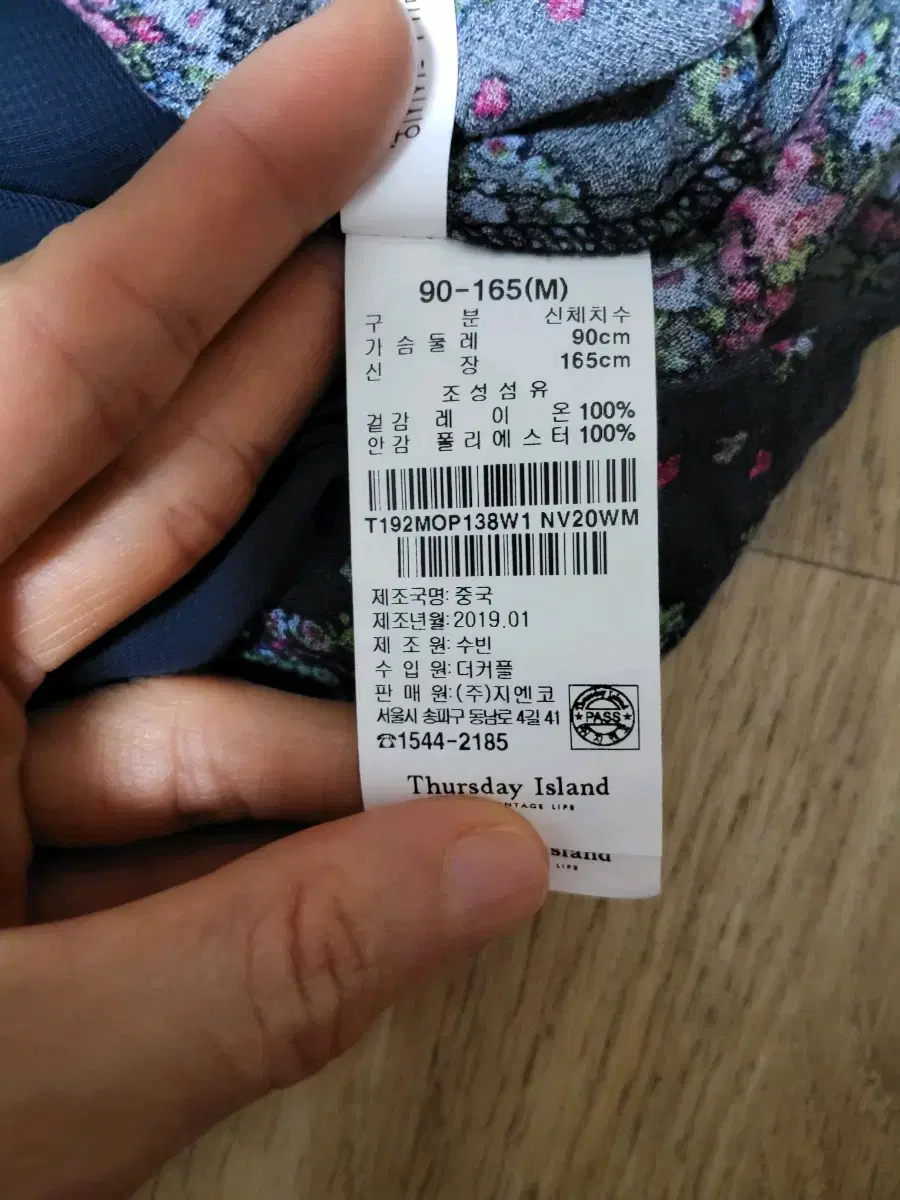 90-165(M)
구 분 신체치수
가슴둘레 90cm
신 장 165cm
조성섬유
겉감 레 이 온 100%
안감 폴리에스터 100%
T192MOP138W1 NV20WM
제조국명: 중국
제조년월: 2019.01
제 조 원: 수빈
수 입 원: 더커풀
판 매 원: (주)지엔코
서울시 송파구 동남로 4길 41
PASS
☎1544-2185
Thursday Island
LIFE
LIFE